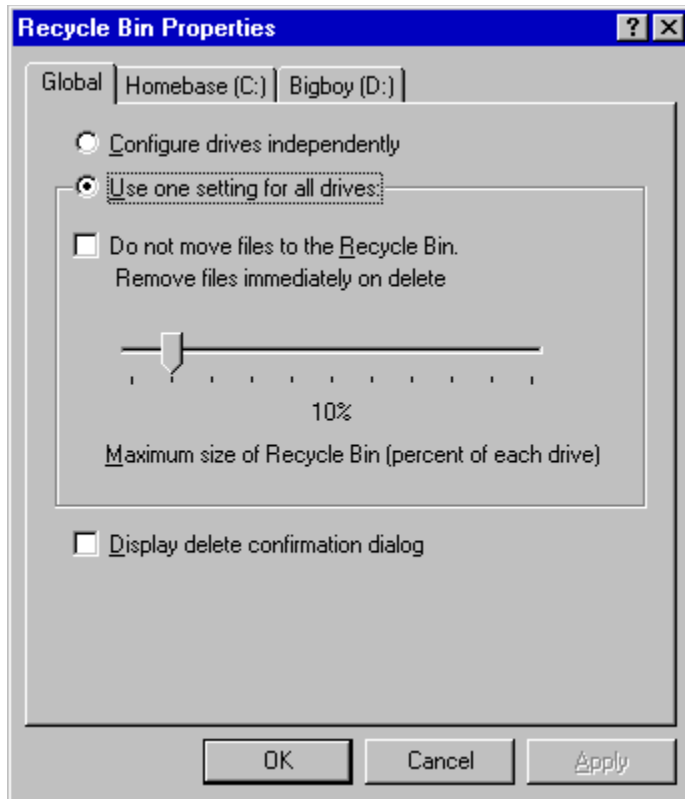 Recycle Bin Properties
Global Homebase (C:) Bigboy (D:)
Configure drives independently
Use one setting for all drives:
Do not move files to the Recycle Bin.
Remove files immediately on delete
10%
Maximum size of Recycle Bin (percent of each drive)
Display delete confirmation dialog
OK Cancel Apply